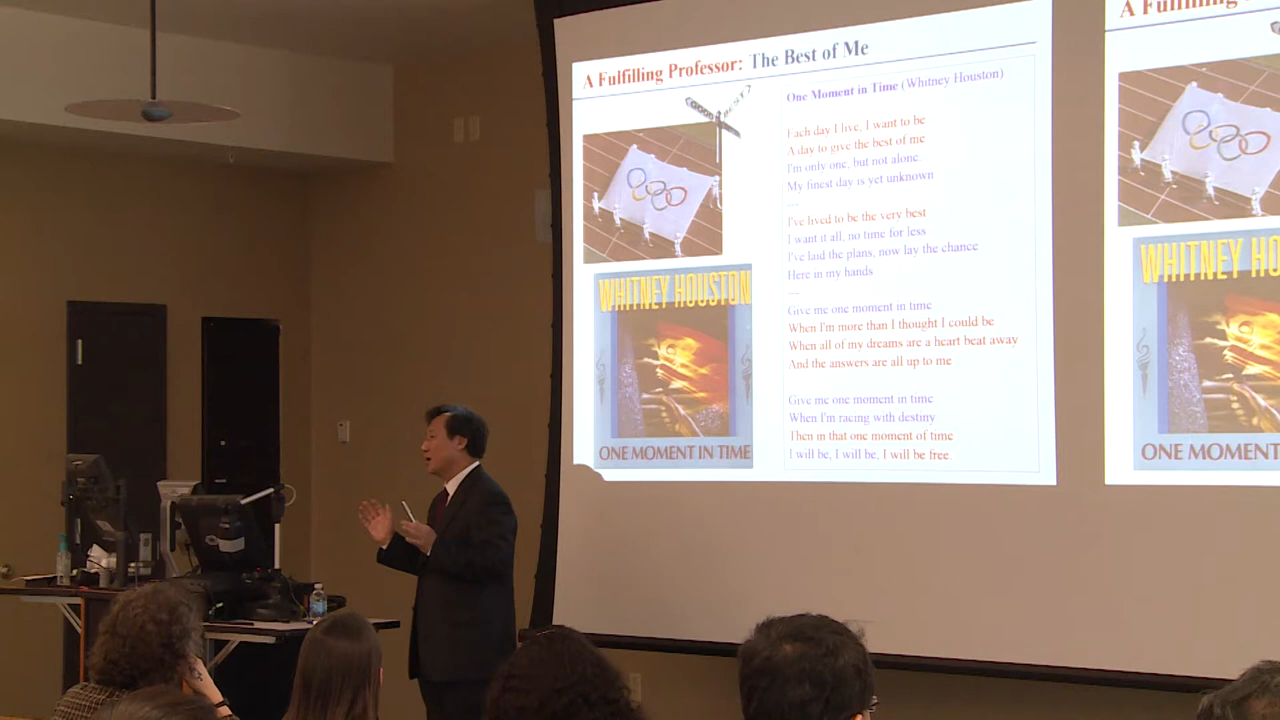 A Fulfilling Professor: The Best of Me
GOOD
BEST?
One Moment in Time (Whitney Houston)
Each day I live, I want to be
A day to give the best of me
I'm only one, but not alone.
My finest day is yet unknown
---
I've lived to be the very best
I want it all, no time for less
I've laid the plans, now lay the chance
Here in my hands
---
Give me one moment in time
When I'm more than I thought I could be
When all of my dreams are a heart beat away
And the answers are all up to me
Give me one moment in time
When I'm racing with destiny
Then in that one moment of time
I will be, I will be, I will be free.
WHITNEY HOUSTON
ONE MOMENT IN TIME
A Fulfilling
WHITNEY HO
ONE MOMENT